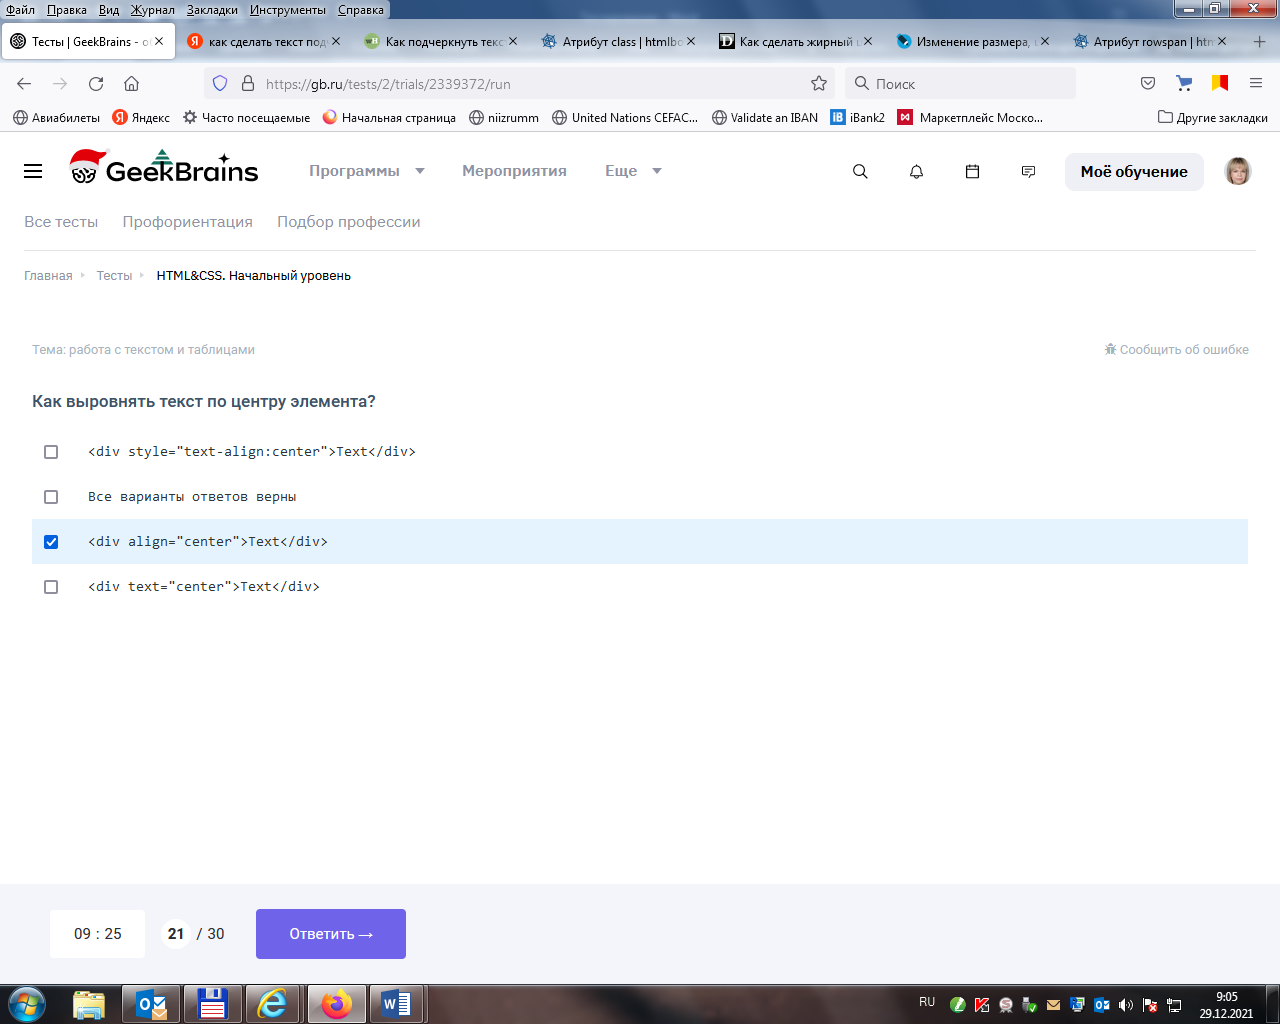 Файл Правка Вид Журнал Закладки Инструменты Справка
Тесты | GeekBrains - об
как сделать текст под
Как подчеркнуть текс
Атрибут class | htmlbo
Как сделать жирный ш
Изменение размера,
Атрибут rowspan | htm
https://gb.ru/tests/2/trials/2339372/run
Поиск
Авиабилеты Яндекс Часто посещаемые Начальная страница niizrumm United Nations CEFAC... Validate an IBAN iBank2 Маркетплейс Моско... Другие закладки
GeekBrains Программы Мероприятия Еще Моё обучение
Все тесты Профориентация Подбор профессии
Главная Тесты HTML&CSS. Начальный уровень
Тема: работа с текстом и таблицами Сообщить об ошибке
Как выровнять текст по центру элемента?
<div style="text-align:center">Text</div>
Все варианты ответов верны
<div align="center">Text</div>
<div text="center">Text</div>
09 : 25 21 / 30 Ответить →
RU 9:05
29.12.2021